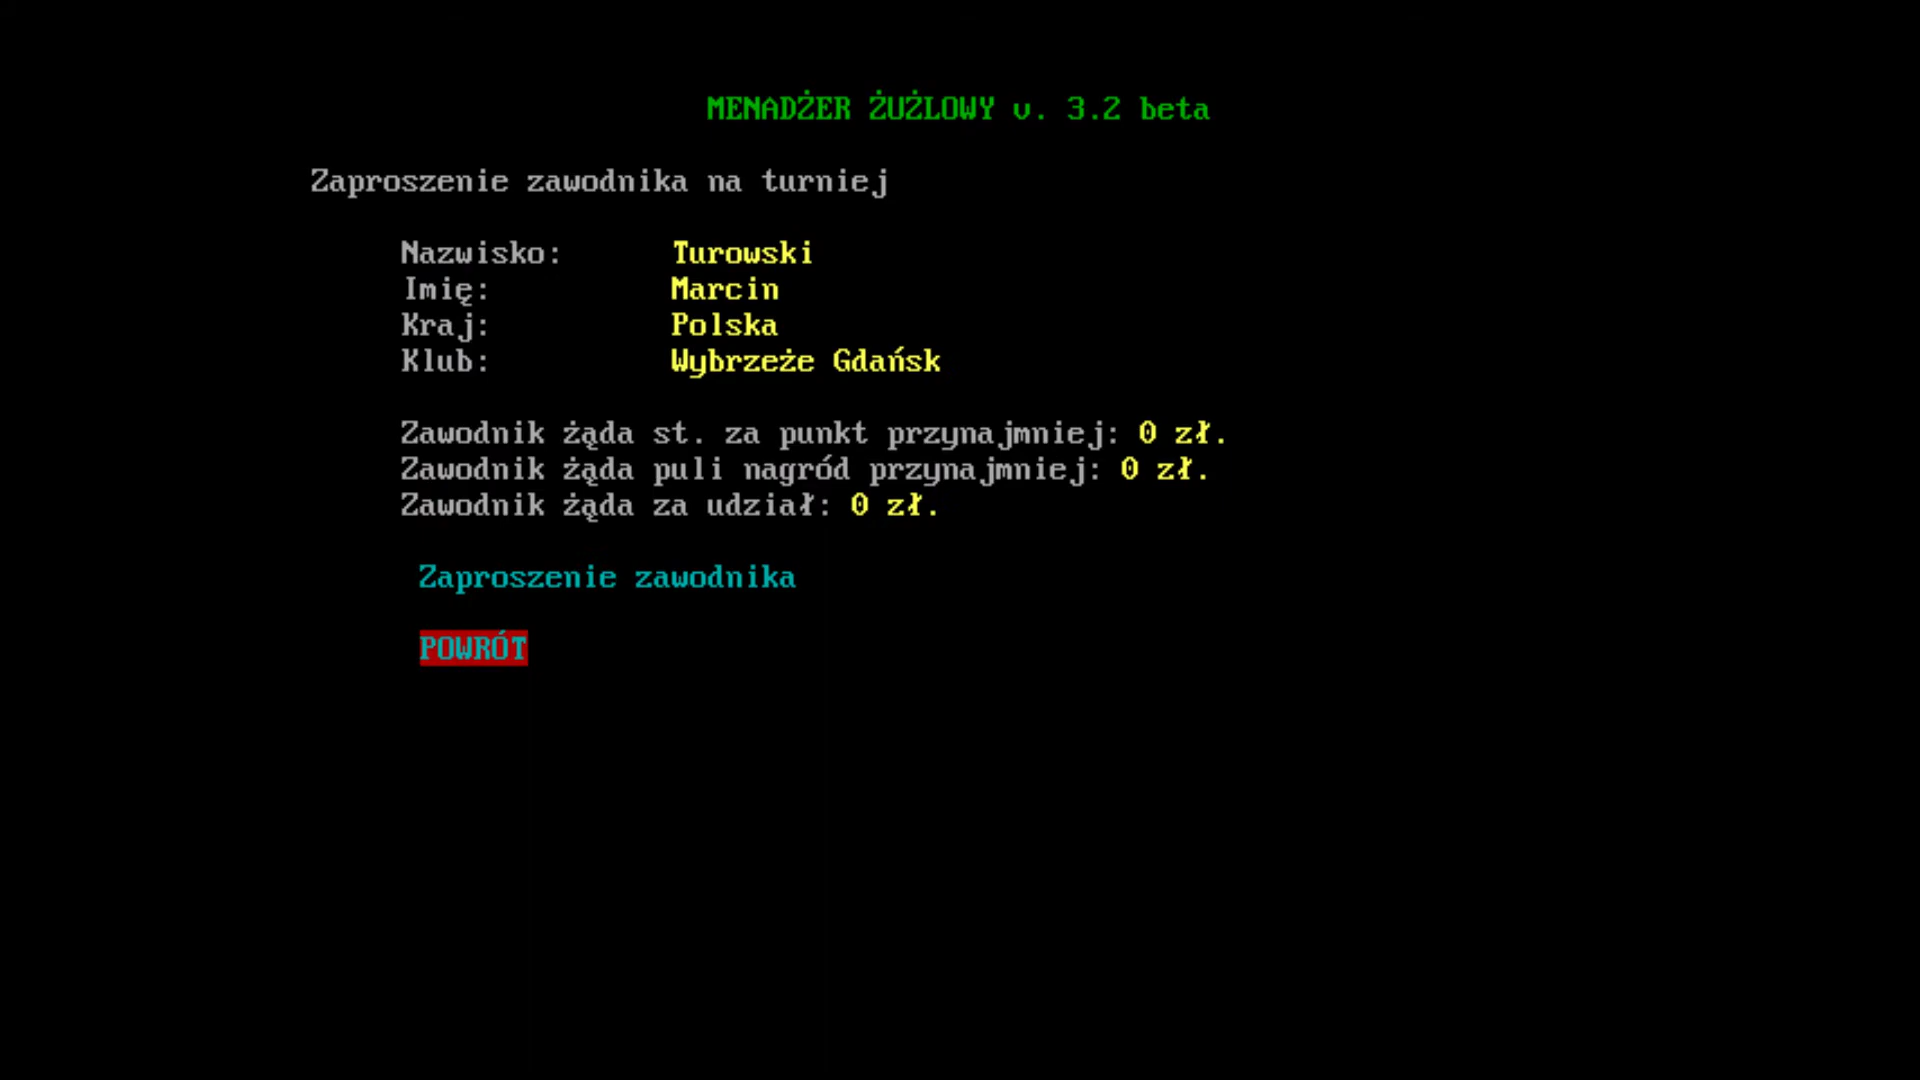 MENADŻER ŻUŻLOWY v. 3.2 beta
Zaproszenie zawodnika na turniej
Nazwisko: Turowski
Imię: Marcin
Kraj: Polska
Klub: Wybrzeże Gdańsk
Zawodnik żąda st. za punkt przynajmniej: 0 zł.
Zawodnik żąda puli nagród przynajmniej: 0 zł.
Zawodnik żąda za udział: 0 zł.
Zaproszenie zawodnika
POWRÓT